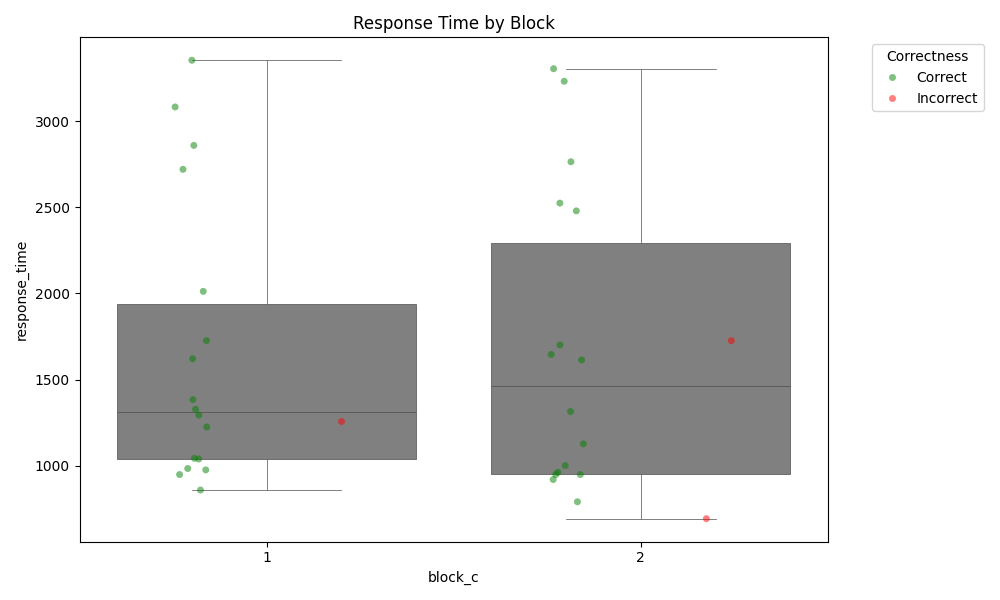 Response Time by Block
Correctness
Correct
Incorrect
3000
2500
2000
1500
1000
response_time
1
2
block_c